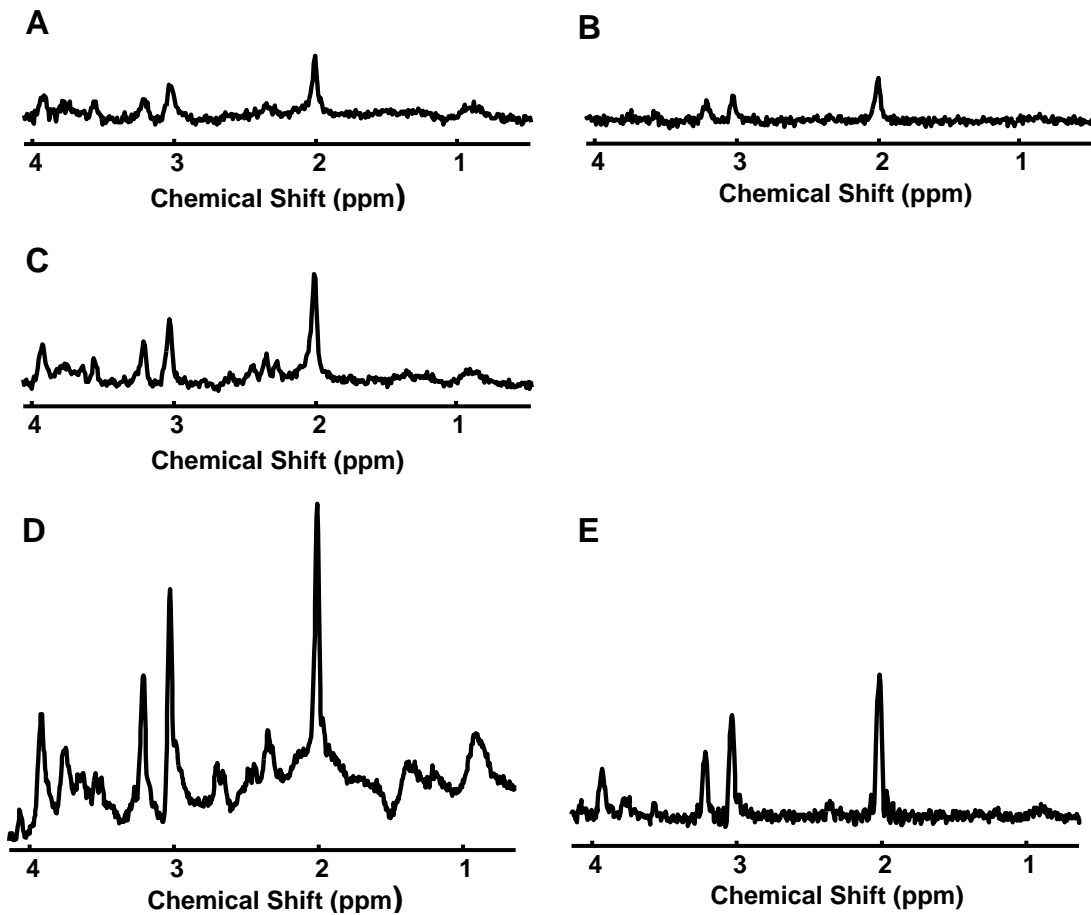 A
4 3 2 1
Chemical Shift (ppm)
B
4 3 2 1
Chemical Shift (ppm)
C
4 3 2 1
Chemical Shift (ppm)
D
4 3 2 1
Chemical Shift (ppm)
E
4 3 2 1
Chemical Shift (ppm)